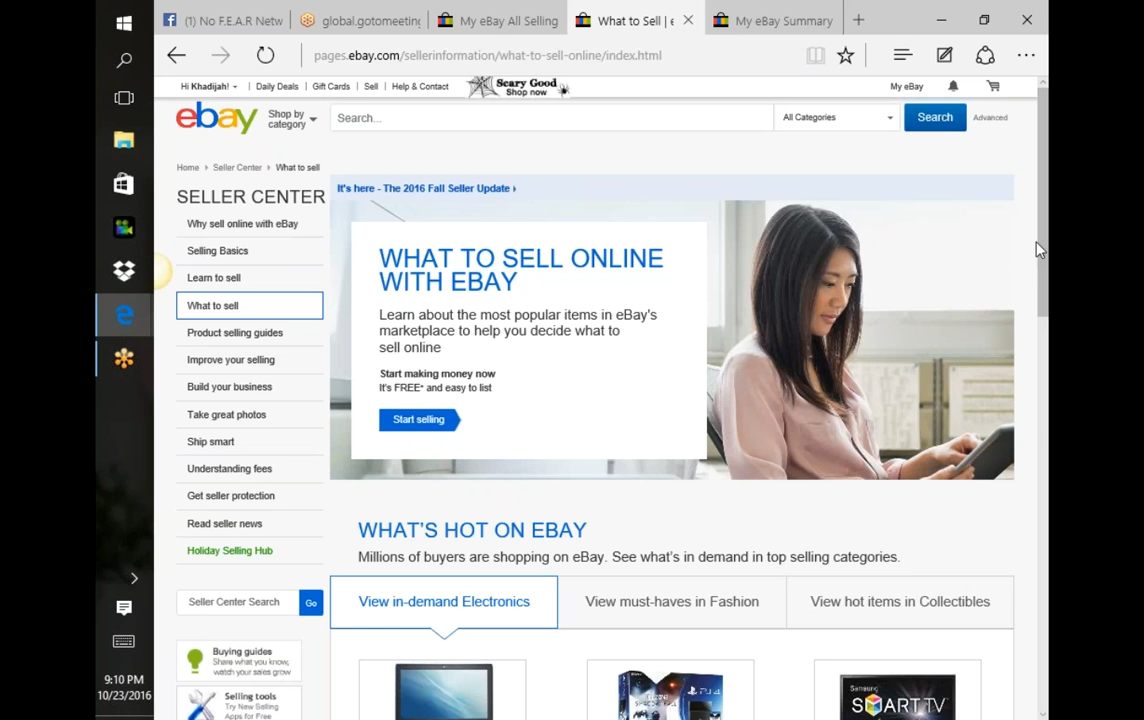 (1) No F.E.A.R Netw
global.gotomeeting
My eBay All Selling
What to Sell | e
My eBay Summary
pages.ebay.com/sellerinformation/what-to-sell-online/index.html
Hi Khadijah!
Daily Deals
Gift Cards
Sell
Help & Contact
Scary Good
Shop now
My eBay
ebay
Shop by
category
Search...
All Categories
Search
Advanced
Home
Seller Center
What to sell
SELLER CENTER
Why sell online with eBay
Selling Basics
Learn to sell
What to sell
Product selling guides
Improve your selling
Build your business
Take great photos
Ship smart
Understanding fees
Get seller protection
Read seller news
Holiday Selling Hub
Seller Center Search
Go
Buying guides
Share what you know,
watch your sales grow
Selling tools
Try New Selling
Apps for Free
It's here - The 2016 Fall Seller Update
WHAT TO SELL ONLINE
WITH EBAY
Learn about the most popular items in eBay's
marketplace to help you decide what to
sell online
Start making money now
It's FREE* and easy to list
Start selling
WHAT'S HOT ON EBAY
Millions of buyers are shopping on eBay. See what's in demand in top selling categories.
View in-demand Electronics
View must-haves in Fashion
View hot items in Collectibles
PS4
Samsung
SMART TV
9:10 PM
10/23/2016